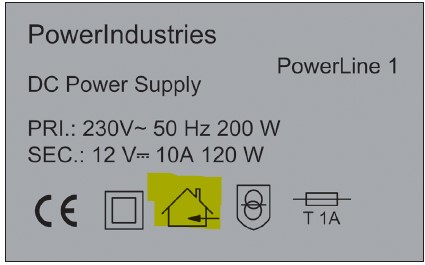 PowerIndustries
PowerLine 1
DC Power Supply
PRI.: 230V~ 50 Hz 200 W
SEC.: 12 V⎓ 10A 120 W
CE
T 1A